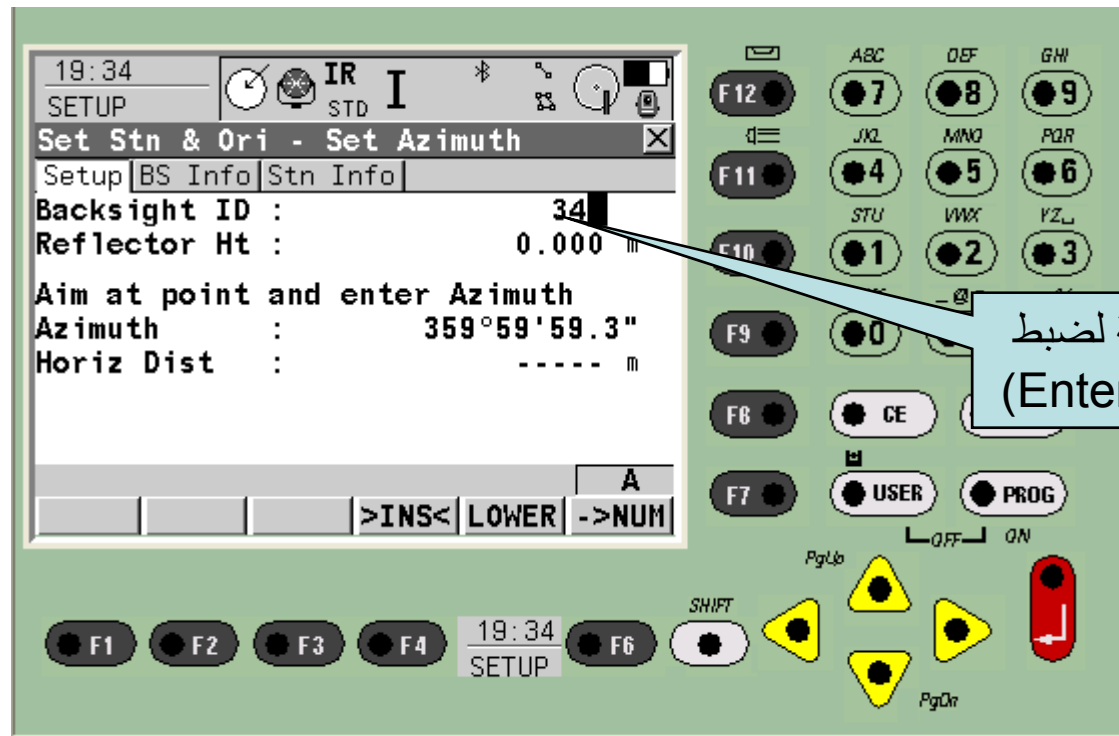 19:34
SETUP
IR
STD I
Set Stn & Ori - Set Azimuth
Setup BS Info Stn Info
Backsight ID : 34
Reflector Ht : 0.000 m
Aim at point and enter Azimuth
Azimuth : 359°59'59.3"
Horiz Dist : ----- m
A
>INS< LOWER ->NUM
ABC DEF GHI
F12 7 8 9
JKL MNO PQR
F11 4 5 6
STU VWX YZ
F10 1 2 3
F9 0
لضبط
(Enter
F8 CE
F7 USER PROG
OFF ON
PgUp
SHIFT
F1 F2 F3 F4 19:34 F6
SETUP
PgDn